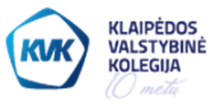 KVK
KLAIPĖDOS
VALSTYBINĖ
KOLEGIJA
10 metų